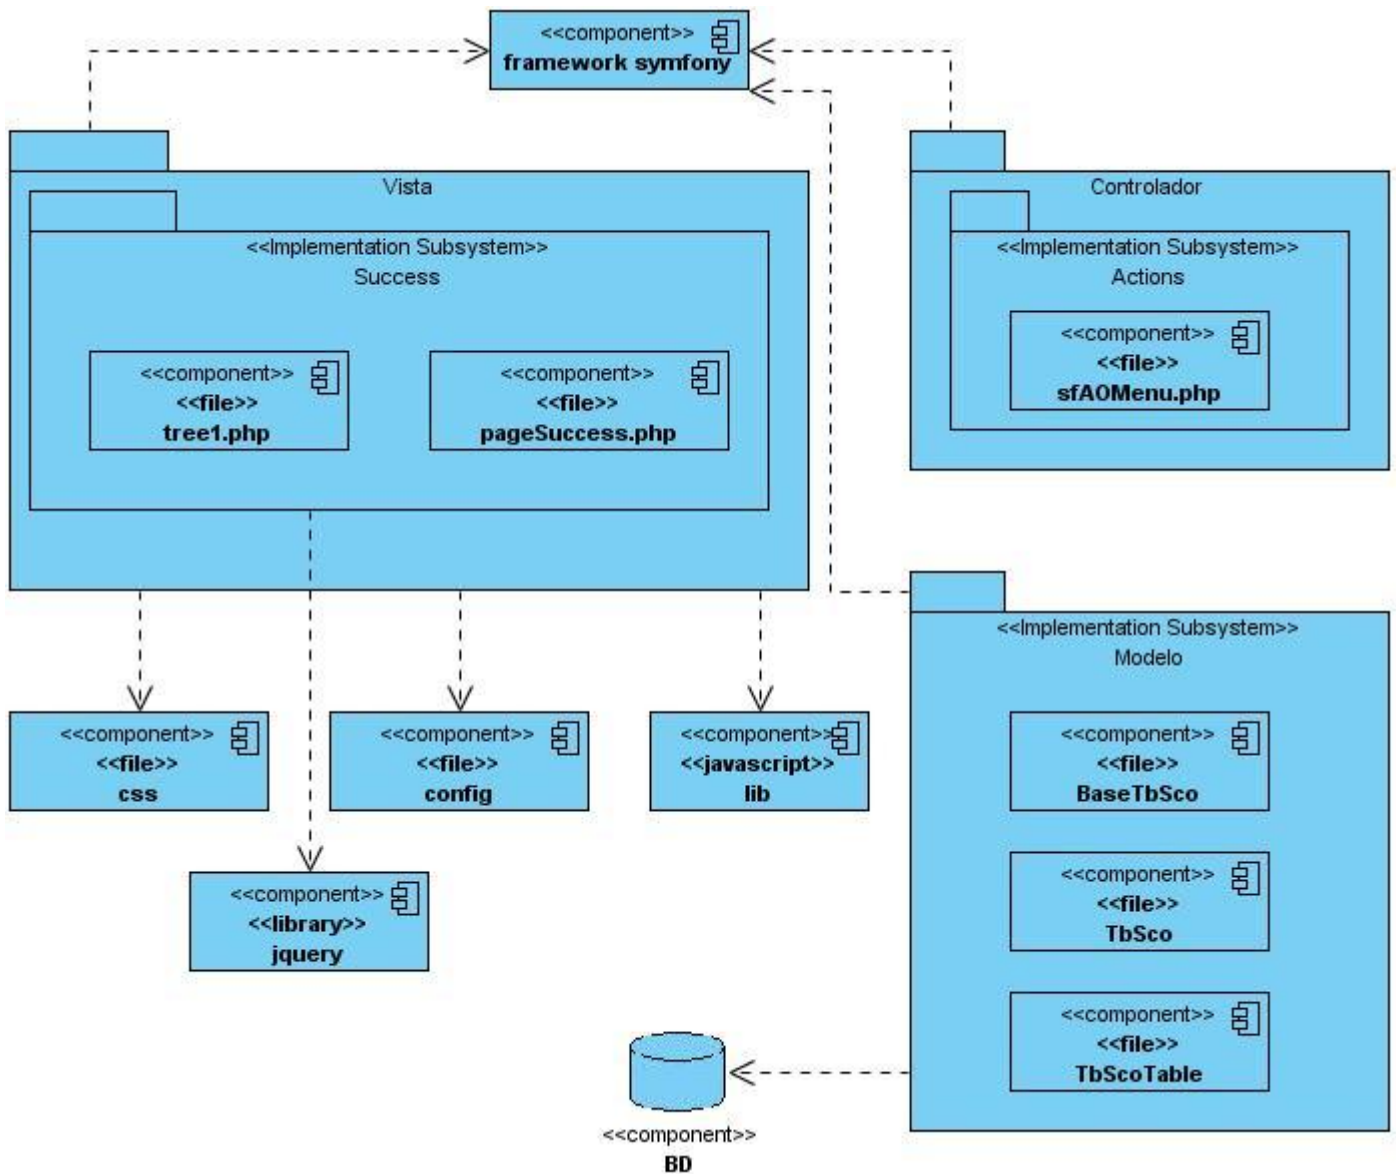 <<component>>
framework symfony
Vista
<<Implementation Subsystem>>
Success
<<component>>
<<file>>
tree1.php
<<component>>
<<file>>
pageSuccess.php
Controlador
<<Implementation Subsystem>>
Actions
<<component>>
<<file>>
sfAOMenu.php
<<component>>
<<file>>
css
<<component>>
<<file>>
config
<<component>>
<<javascript>>
lib
<<component>>
<<library>>
jquery
<<Implementation Subsystem>>
Modelo
<<component>>
<<file>>
BaseTbSco
<<component>>
<<file>>
TbSco
<<component>>
<<file>>
TbScoTable
<<component>>
BD